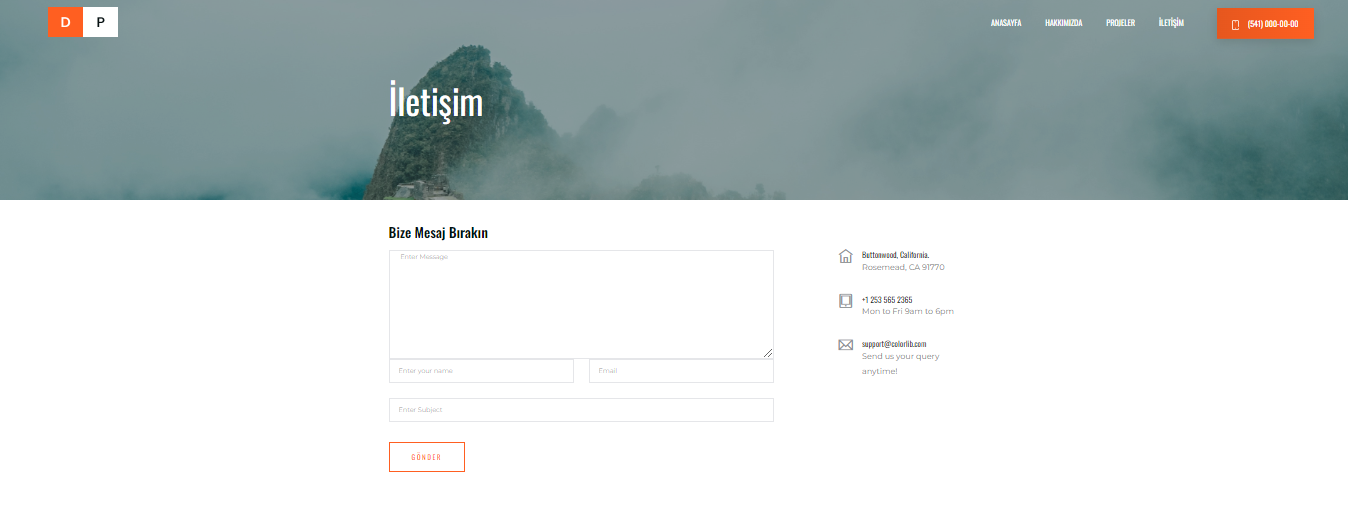 D P
ANASAYFA HAKKIMIZDA PROJELER İLETİŞİM (541) 000-00-00
İletişim
Bize Mesaj Bırakın
Enter Message
Enter your name
Email
Enter Subject
GÖNDER
Buttonwood, California.
Rosemead, CA 91770
+1 253 565 2365
Mon to Fri 9am to 6pm
support@colorlib.com
Send us your query
anytime!